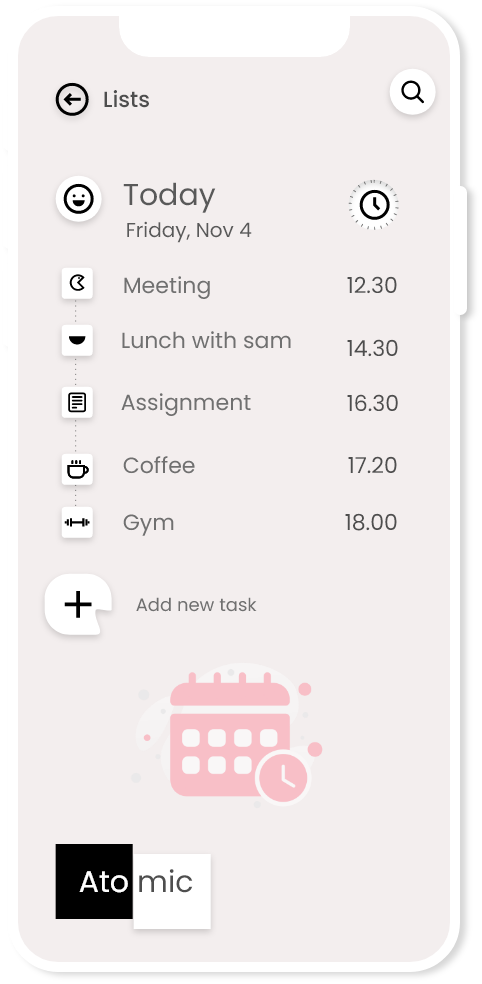 Lists
Today
Friday, Nov 4
Meeting 12.30
Lunch with sam 14.30
Assignment 16.30
Coffee 17.20
Gym 18.00
Add new task
Atomic